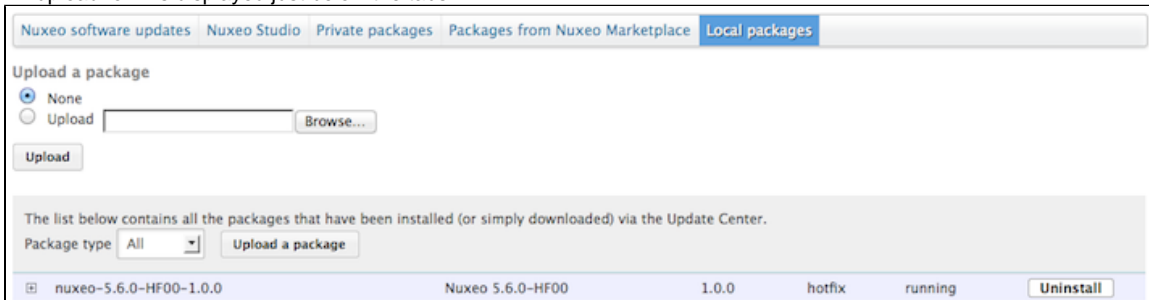 Nuxeo software updates Nuxeo Studio Private packages Packages from Nuxeo Marketplace Local packages
Upload a package
None
Upload Browse...
Upload
The list below contains all the packages that have been installed (or simply downloaded) via the Update Center.
Package type All Upload a package
nuxeo-5.6.0-HF00-1.0.0 Nuxeo 5.6.0-HF00 1.0.0 hotfix running Uninstall